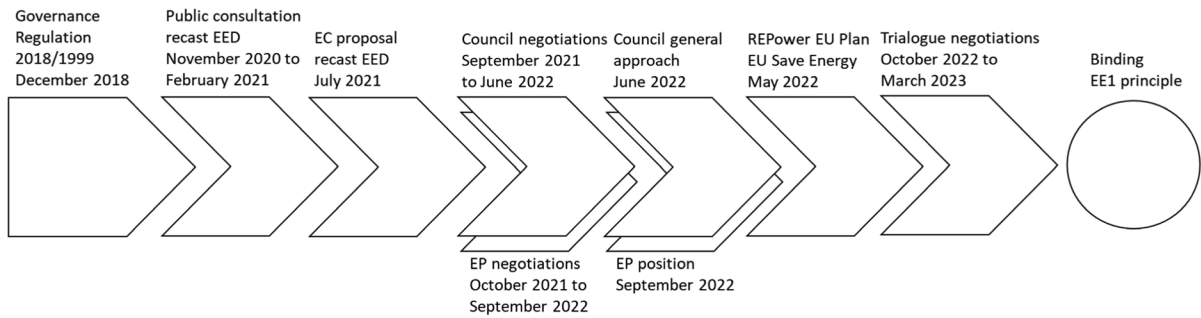 Governance
Regulation
2018/1999
December 2018
Public consultation
recast EED
November 2020 to
February 2021
EC proposal
recast EED
July 2021
Council negotiations
September 2021
to June 2022
Council general
approach
June 2022
REPower EU Plan
EU Save Energy
May 2022
Trialogue negotiations
October 2022 to
March 2023
Binding
EE1 principle
EP negotiations
October 2021 to
September 2022
EP position
September 2022